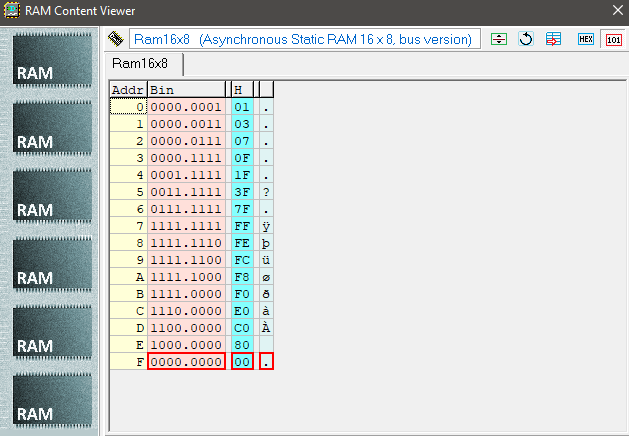 RAM Content Viewer
Ram16x8 (Asynchronous Static RAM 16 x 8, bus version)
HEX
101
Ram16x8
Addr Bin H
0 0000.0001 01 .
1 0000.0011 03 .
2 0000.0111 07 .
3 0000.1111 0F .
4 0001.1111 1F .
5 0011.1111 3F ?
6 0111.1111 7F .
7 1111.1111 FF ÿ
8 1111.1110 FE þ
9 1111.1100 FC ü
A 1111.1000 F8 ø
B 1111.0000 F0 ð
C 1110.0000 E0 à
D 1100.0000 C0 À
E 1000.0000 80
F 0000.0000 00 .
RAM
RAM
RAM
RAM
RAM
RAM